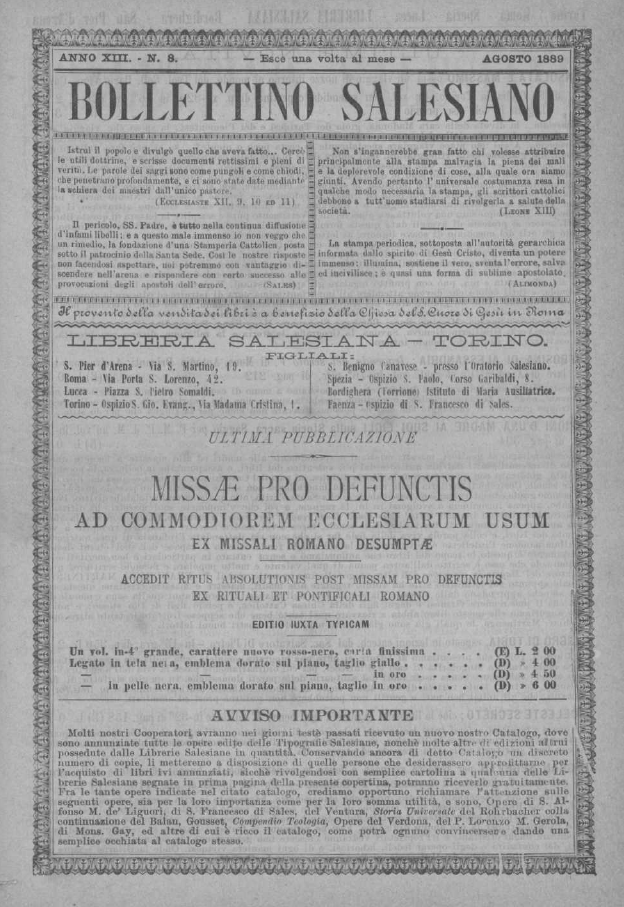 ANNO XIII. - N. 8. — Esce una volta al mese — AGOSTO 1889
BOLLETTINO SALESIANO
Istruì il popolo e divulgò quello che aveva fatto... Cercò
le utili dottrine, e scrisse documenti rettissimi e pieni di
verità. Le parole dei saggi sono come pungoli e come chiodi,
che penetrano profondamente, e ci sono state date mediante
la schiera dei maestri dall'unico pastore.
(ECCLESIASTE XII, 9, 10 ED 11)
Il pericolo, SS. Padre, è tutto nella continua diffusione
d'infami libelli; e a questo male immenso io non veggo che
un rimedio, la fondazione d'una Stamperia Cattolica posta
sotto il patrocinio della Santa Sede. Così le nostre risposte
non facendosi aspettare, noi potremmo con vantaggio di-
scendere nell'arena e rispondere con certo successo alle
provocazioni degli apostoli dell'errore. (SALES)
Non s'ingannerebbe gran fatto chi volesse attribuire
principalmente alla stampa malvagia la piena dei mali
e la deplorevole condizione di cose, alla quale ora siamo
giunti. Avendo pertanto l'universale costumanza resa in
qualche modo necessaria la stampa, gli scrittori cattolici
debbono a tutt'uomo studiarsi di rivolgerla a salute della
società. (LEONE XIII)
La stampa periodica, sottoposta all'autorità gerarchica
informata dallo spirito di Gesù Cristo, diventa un potere
immenso: illumina, sostiene il vero, sventa l'errore, salva
ed incivilisce; è quasi una forma di sublime apostolato.
(ALIMONDA)
Il provento della vendita dei libri è a beneficio della Chiesa del S. Cuore di Gesù in Roma
LIBRERIA SALESIANA — TORINO.
FIGLIALI:
S. Pier d'Arena - Via S. Martino, 19.
Roma - Via Porta S. Lorenzo, 42.
Lucca - Piazza S. Pietro Somaldi.
Torino - Ospizio S. Gio. Evang., Via Madama Cristina, 1.
S. Benigno Canavese - presso l'Oratorio Salesiano.
Spezia - Ospizio S. Paolo, Corso Garibaldi, 8.
Bordighera (Torrione) Istituto di Maria Ausiliatrice.
Faenza - ospizio di S. Francesco di Sales.
ULTIMA PUBBLICAZIONE
MISSÆ PRO DEFUNCTIS
AD COMMODIOREM ECCLESIARUM USUM
EX MISSALI ROMANO DESUMPTÆ
ACCEDIT RITUS ABSOLUTIONIS POST MISSAM PRO DEFUNCTIS
EX RITUALI ET PONTIFICALI ROMANO
EDITIO IUXTA TYPICAM
Un vol. in-4° grande, carattere nuovo rosso-nero, carta finissima . . . . (E) L. 2 00
Legato in tela nera, emblema dorato sul piano, taglio giallo . . . . . . (D) » 4 00
— — — — in oro . . . . . (D) » 4 50
— in pelle nera, emblema dorato sul piano, taglio in oro . . . . . (D) » 6 00
AVVISO IMPORTANTE
Molti nostri Cooperatori avranno nei giorni testè passati ricevuto un nuovo nostro Catalogo, dove
sono annunziate tutte le opere edite delle Tipografie Salesiane, nonchè molte altre di edizioni altrui
possedute dalle Librerie Salesiane in quantità. Conservando ancora di detto Catalogo un discreto
numero di copie, li metteremo a disposizione di quelle persone che desiderassero approfittarne per
l'acquisto di libri ivi annunziati, sicchè rivolgendosi con semplice cartolina a qualunque delle Li-
brerie Salesiane segnate in prima pagina della presente copertina, potranno riceverlo gratuitamente.
Fra le tante opere indicate nel citato catalogo, crediamo opportuno richiamare l'attenzione sulle
seguenti opere, sia per la loro importanza come per la loro somma utilità, e sono, Opere di S. Al-
fonso M. de' Liguori, di S. Francesco di Sales, del Ventura, Storia Universale del Rohrbacher colla
continuazione del Balan, Gousset, Compendio Teologia, Opere del Verdona, del P. Lorenzo M. Gerola,
di Mons. Gay, ed altre di cui è ricco il catalogo, come potrà ognuno convincersene dando una
semplice occhiata al catalogo stesso.